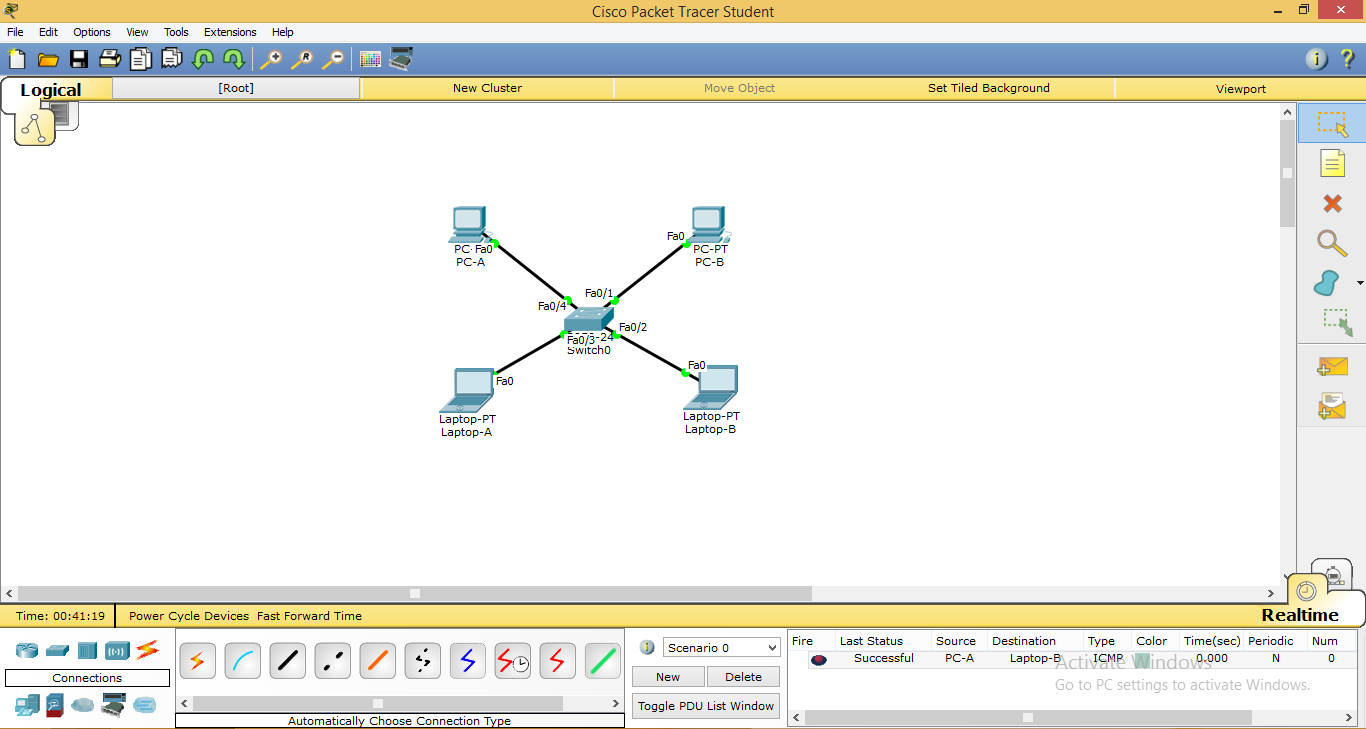 Cisco Packet Tracer Student
File Edit Options View Tools Extensions Help
Logical [Root] New Cluster Move Object Set Tiled Background Viewport
PC-PT
PC-B
Fa0
Fa0
PC-A
Fa0/1
Fa0/4
Fa0/2
Fa0/3
Switch0
Fa0
Fa0
Laptop-PT
Laptop-A
Laptop-PT
Laptop-B
Time: 00:41:19 Power Cycle Devices Fast Forward Time
Realtime
Connections
Automatically Choose Connection Type
Scenario 0
New Delete
Toggle PDU List Window
Fire Last Status Source Destination Type Color Time(sec) Periodic Num
Successful PC-A Laptop-B ICMP 0.000 N 0
Activate Windows
Go to PC settings to activate Windows.